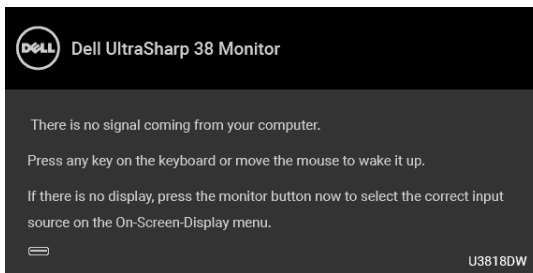 DELL
Dell UltraSharp 38 Monitor
There is no signal coming from your computer.
Press any key on the keyboard or move the mouse to wake it up.
If there is no display, press the monitor button now to select the correct input
source on the On-Screen-Display menu.
U3818DW